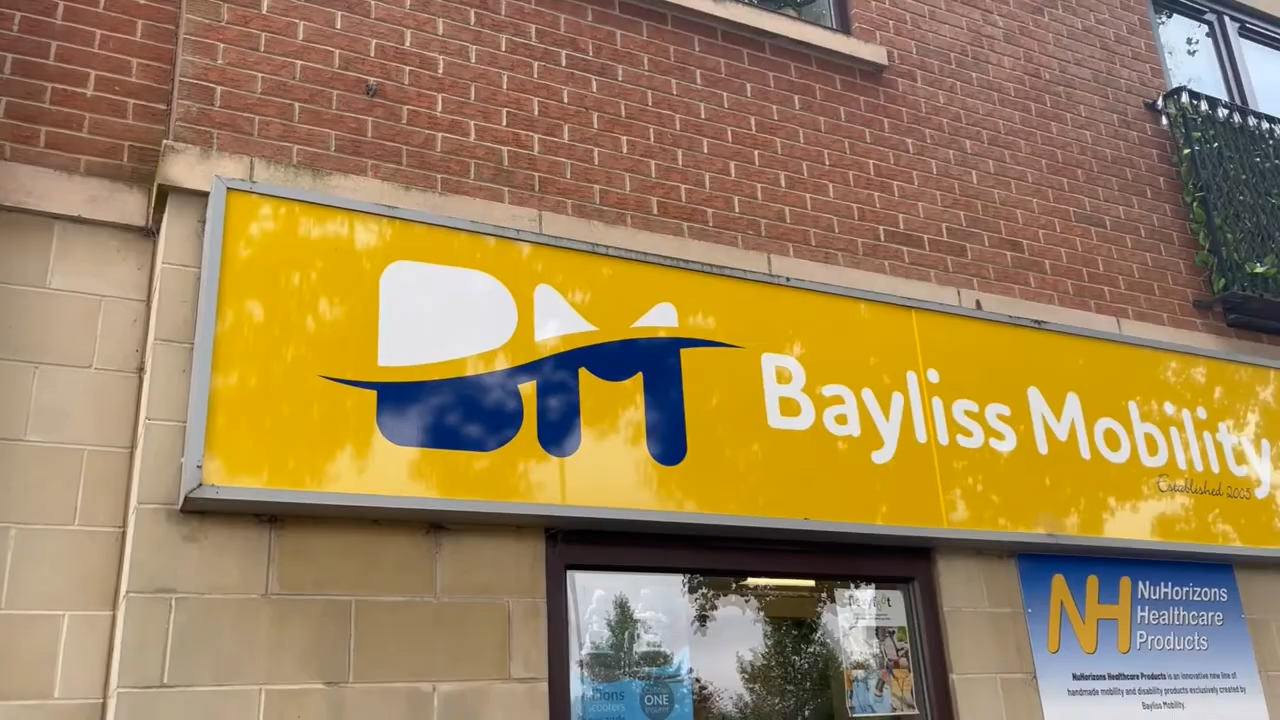 BM
Bayliss Mobility
Established 2005
NH
NuHorizons
Healthcare
Products
NuHorizons Healthcare Products is an innovative new line of
handmade mobility and disability products exclusively created by
Bayliss Mobility.
ONE
scooters